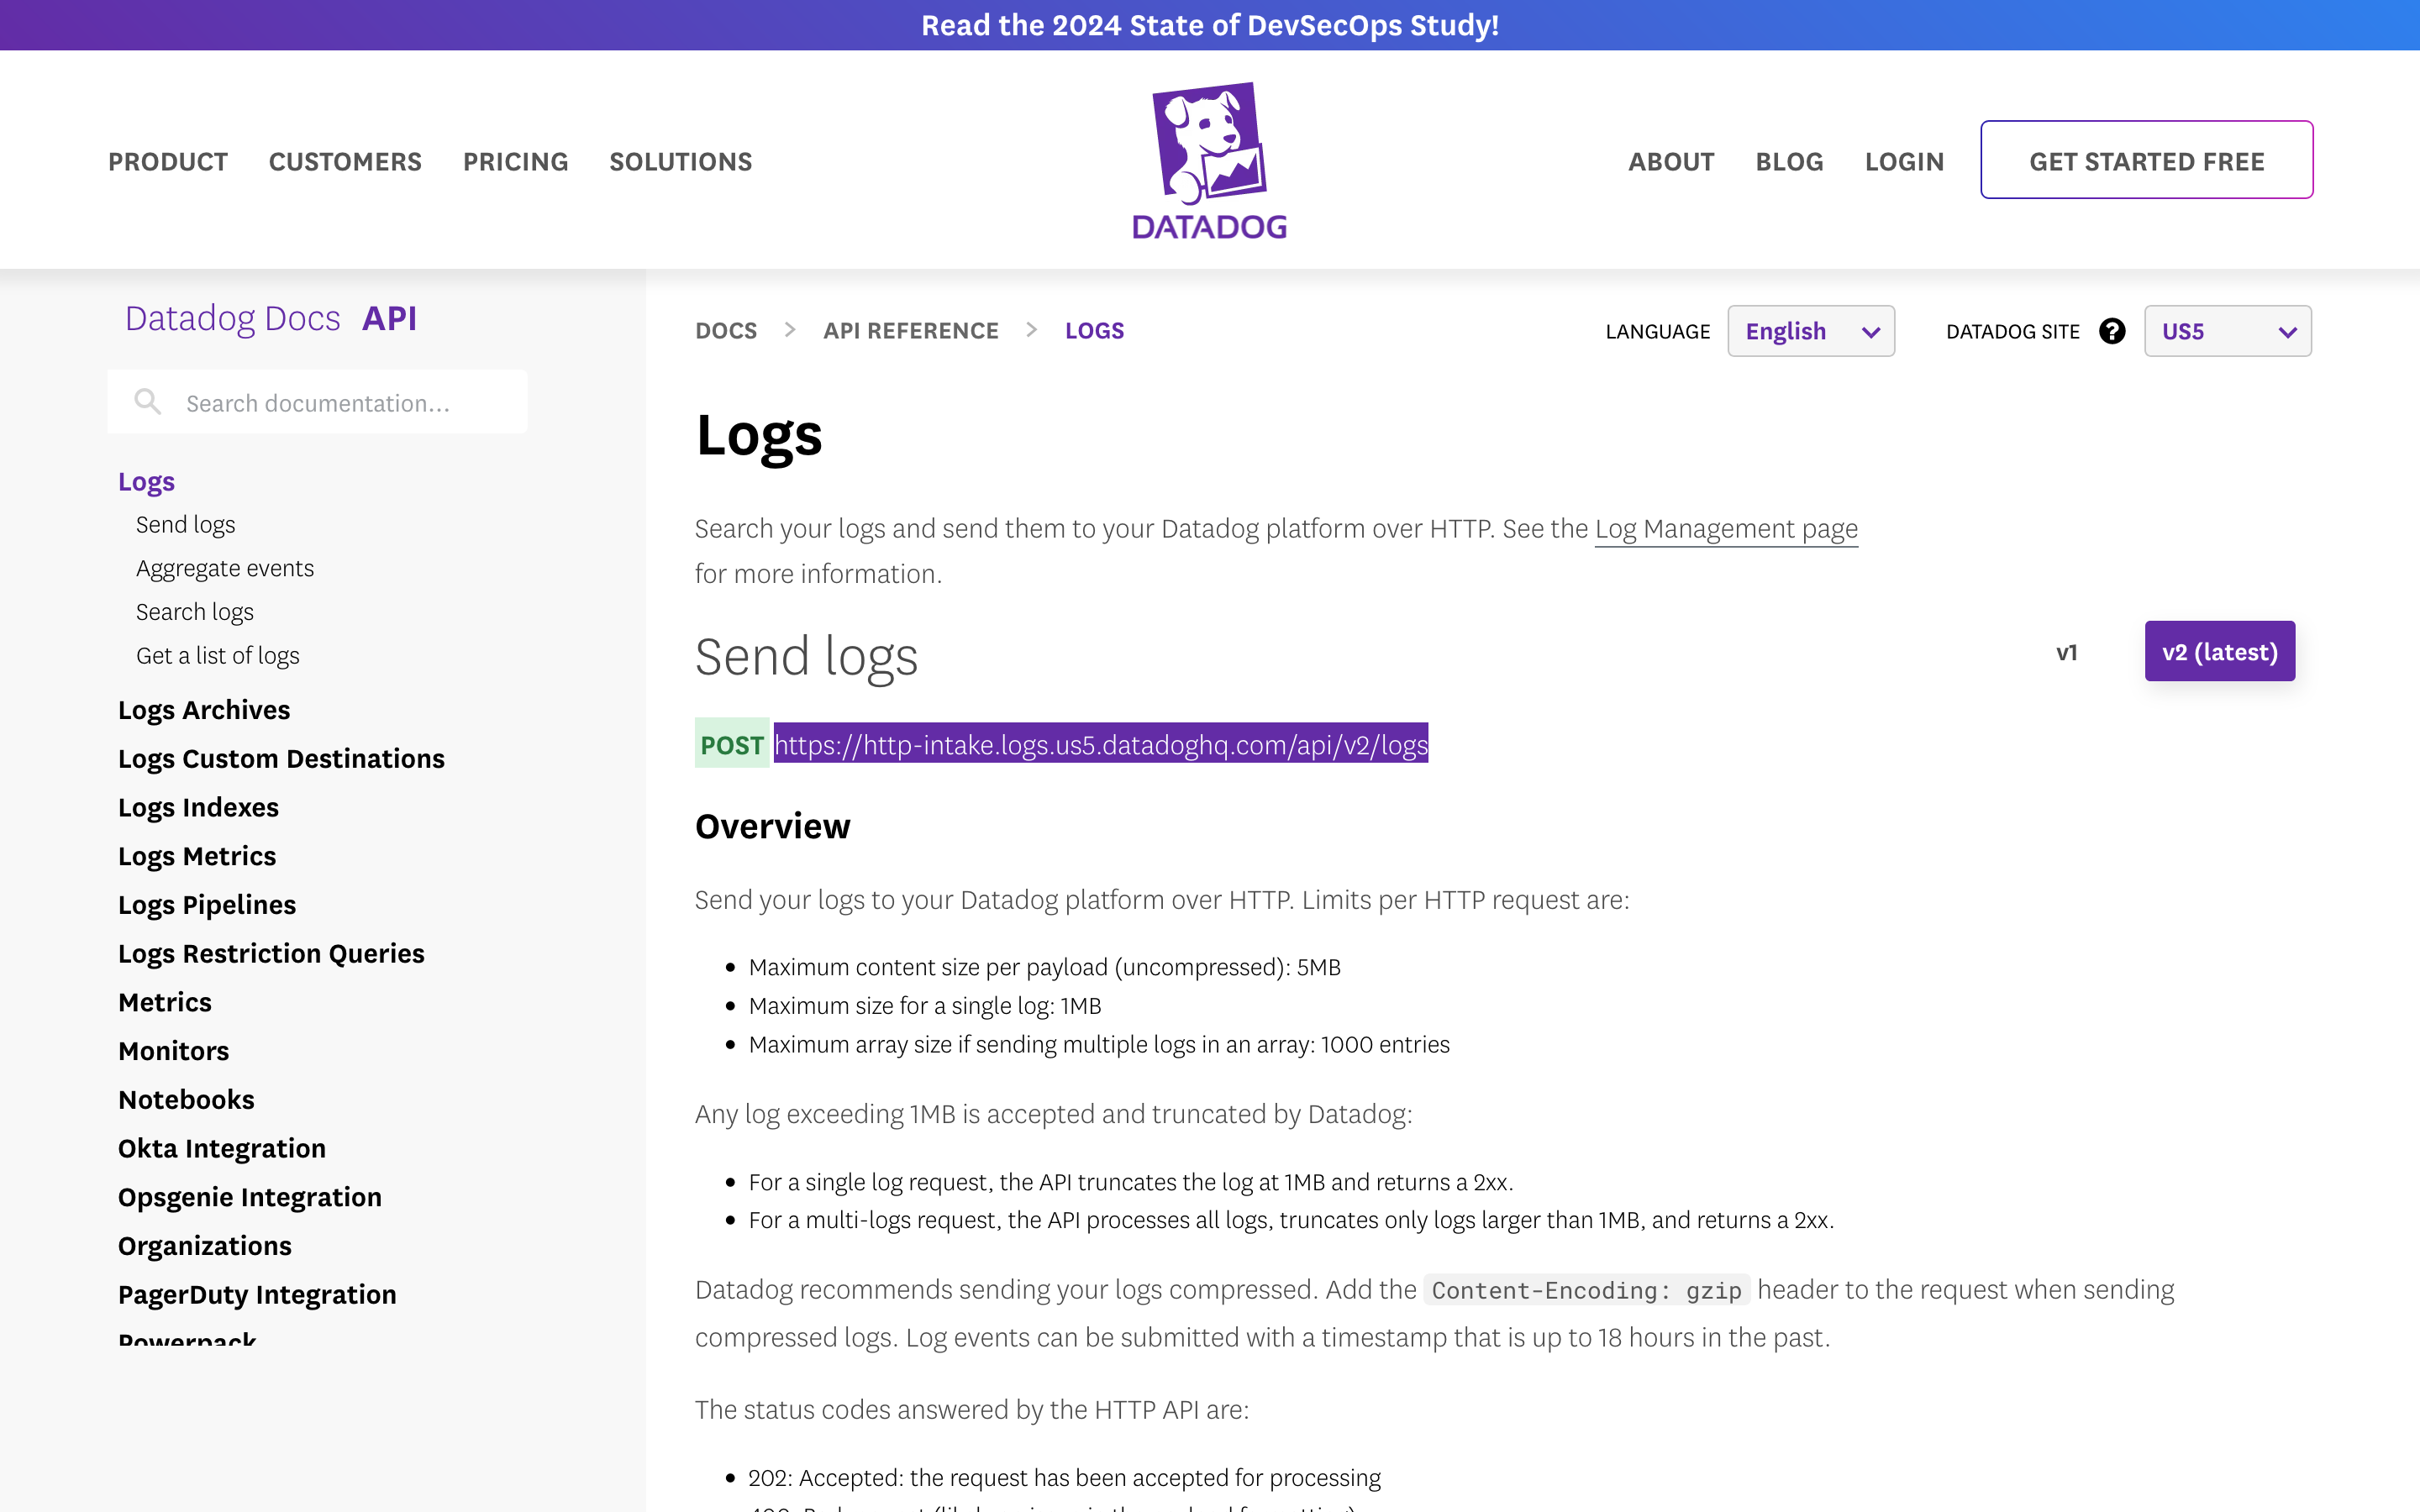 Read the 2024 State of DevSecOps Study!
PRODUCT CUSTOMERS PRICING SOLUTIONS
DATADOG
ABOUT BLOG LOGIN GET STARTED FREE
Datadog Docs API
Search documentation...
Logs
Send logs
Aggregate events
Search logs
Get a list of logs
Logs Archives
Logs Custom Destinations
Logs Indexes
Logs Metrics
Logs Pipelines
Logs Restriction Queries
Metrics
Monitors
Notebooks
Okta Integration
Opsgenie Integration
Organizations
PagerDuty Integration
Powerpack
DOCS > API REFERENCE > LOGS
LANGUAGE English DATADOG SITE ? US5
Logs
Search your logs and send them to your Datadog platform over HTTP. See the Log Management page
for more information.
Send logs
v1 v2 (latest)
POST https://http-intake.logs.us5.datadoghq.com/api/v2/logs
Overview
Send your logs to your Datadog platform over HTTP. Limits per HTTP request are:
• Maximum content size per payload (uncompressed): 5MB
• Maximum size for a single log: 1MB
• Maximum array size if sending multiple logs in an array: 1000 entries
Any log exceeding 1MB is accepted and truncated by Datadog:
• For a single log request, the API truncates the log at 1MB and returns a 2xx.
• For a multi-logs request, the API processes all logs, truncates only logs larger than 1MB, and returns a 2xx.
Datadog recommends sending your logs compressed. Add the Content-Encoding: gzip header to the request when sending
compressed logs. Log events can be submitted with a timestamp that is up to 18 hours in the past.
The status codes answered by the HTTP API are:
• 202: Accepted: the request has been accepted for processing